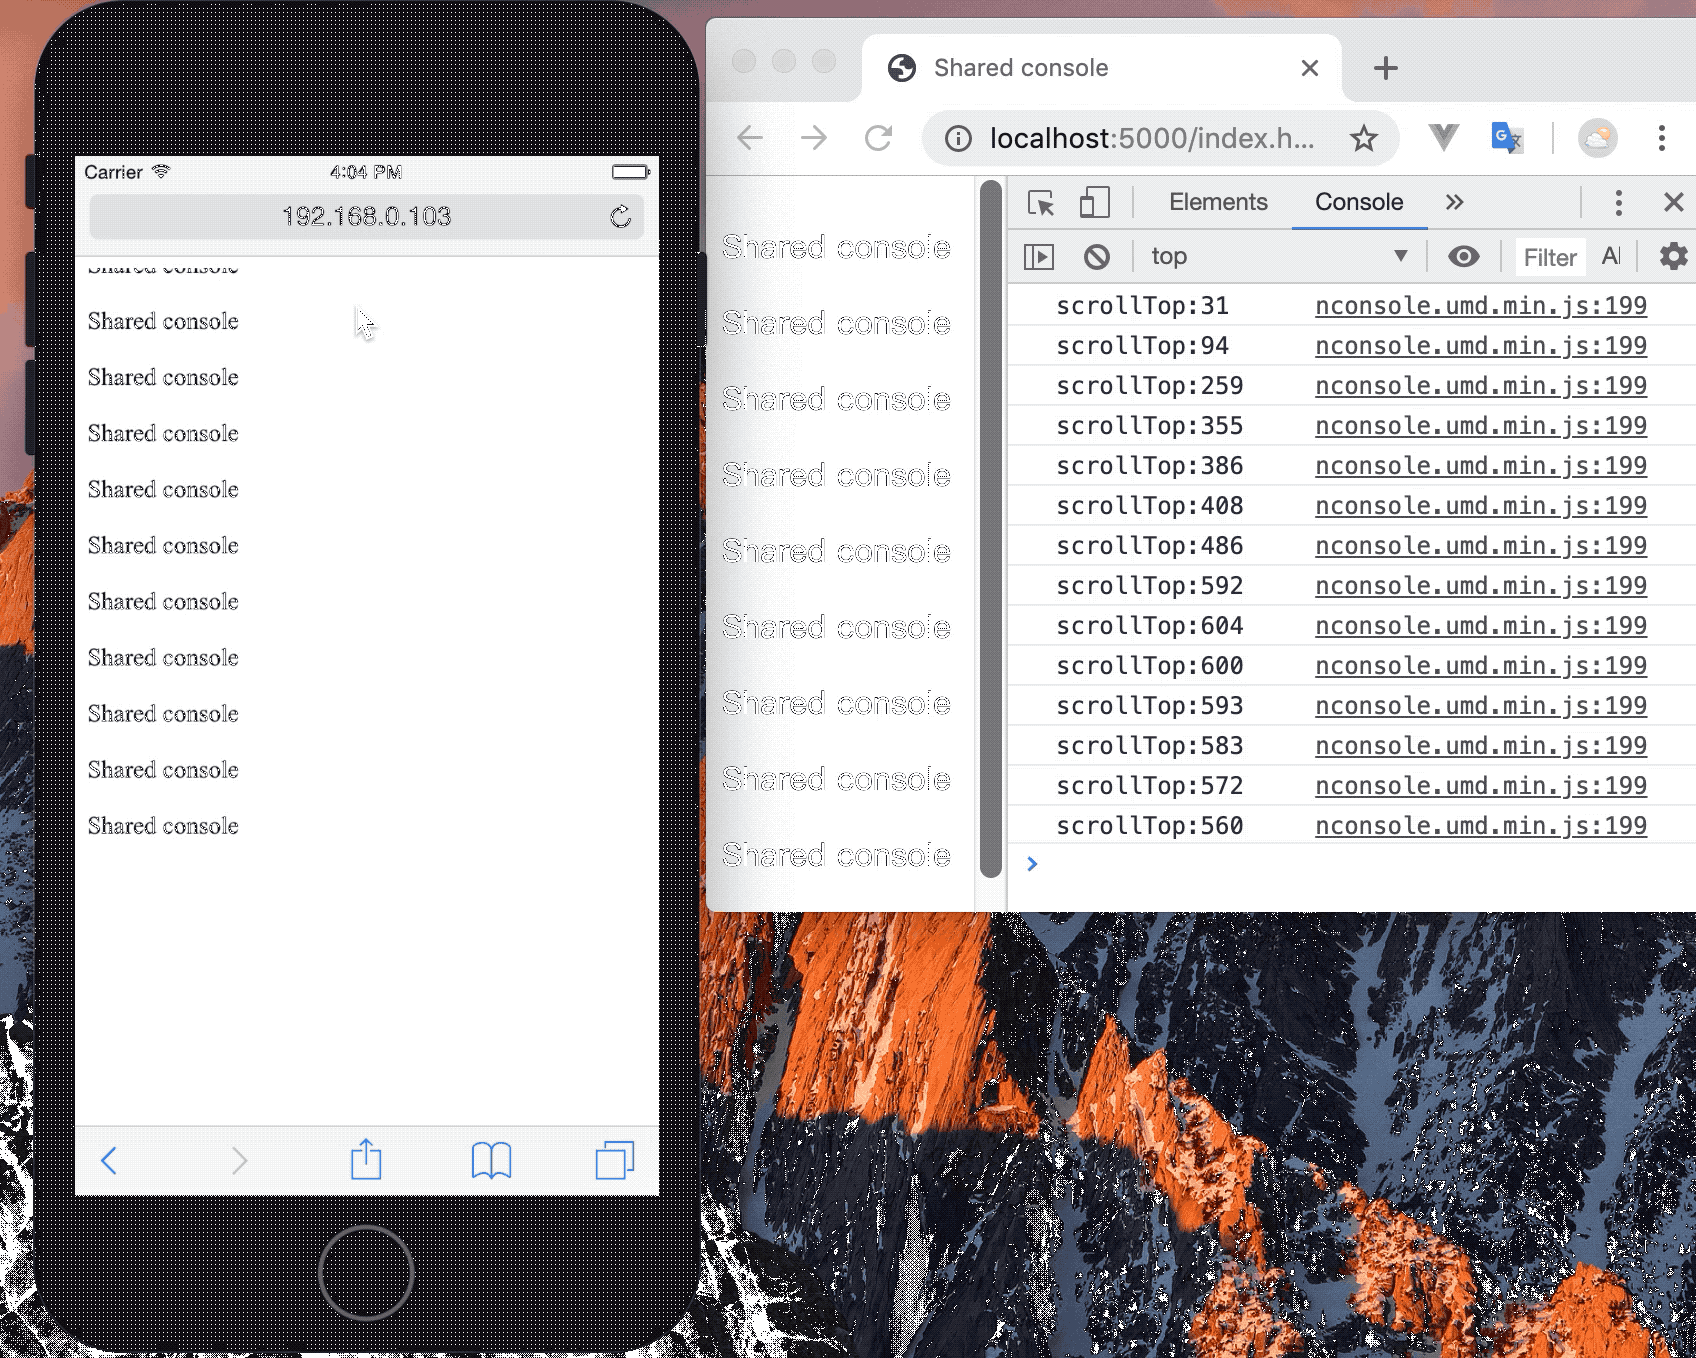 Carrier
4:04 PM
192.168.0.103
Shared console
Shared console
Shared console
Shared console
Shared console
Shared console
Shared console
Shared console
Shared console
Shared console
Shared console
Shared console
localhost:5000/index.h...
Shared console
Shared console
Shared console
Shared console
Shared console
Shared console
Shared console
Shared console
Shared console
Elements Console »
top Filter Al
scrollTop:31 nconsole.umd.min.js:199
scrollTop:94 nconsole.umd.min.js:199
scrollTop:259 nconsole.umd.min.js:199
scrollTop:355 nconsole.umd.min.js:199
scrollTop:386 nconsole.umd.min.js:199
scrollTop:408 nconsole.umd.min.js:199
scrollTop:486 nconsole.umd.min.js:199
scrollTop:592 nconsole.umd.min.js:199
scrollTop:604 nconsole.umd.min.js:199
scrollTop:600 nconsole.umd.min.js:199
scrollTop:593 nconsole.umd.min.js:199
scrollTop:583 nconsole.umd.min.js:199
scrollTop:572 nconsole.umd.min.js:199
scrollTop:560 nconsole.umd.min.js:199